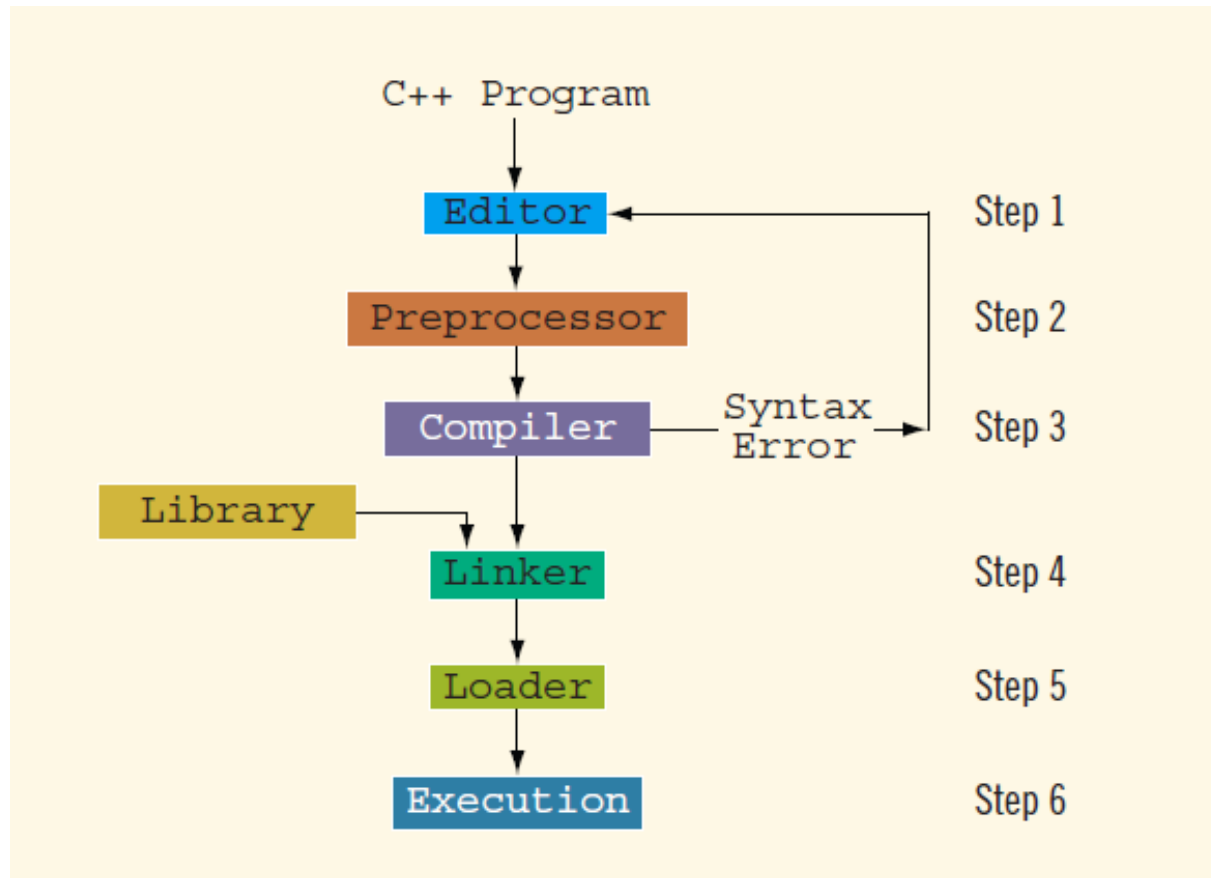 C++ Program
Editor
Step 1
Preprocessor
Step 2
Compiler
Syntax
Error
Step 3
Library
Linker
Step 4
Loader
Step 5
Execution
Step 6